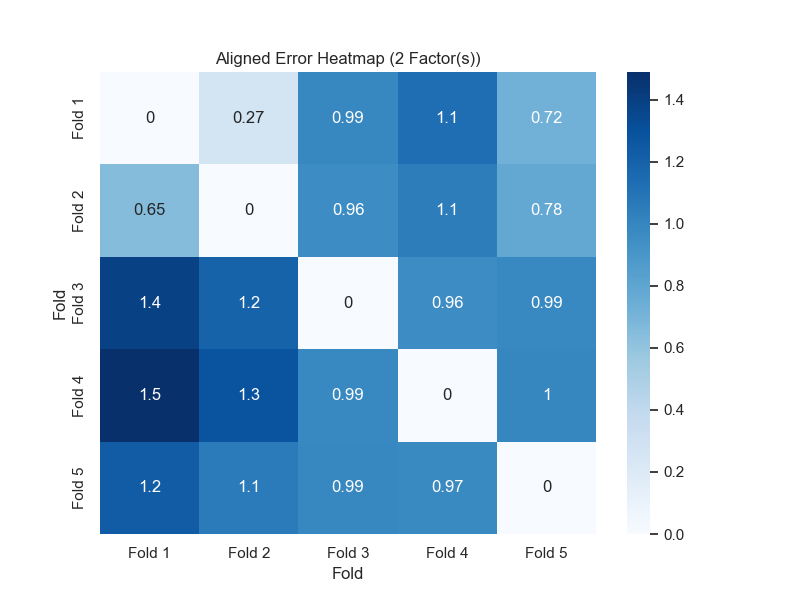 Aligned Error Heatmap (2 Factor(s))
Fold 1 0 0.27 0.99 1.1 0.72
Fold 2 0.65 0 0.96 1.1 0.78
Fold 3 1.4 1.2 0 0.96 0.99
Fold 4 1.5 1.3 0.99 0 1
Fold 5 1.2 1.1 0.99 0.97 0
Fold
Fold 1 Fold 2 Fold 3 Fold 4 Fold 5
Fold
1.4
1.2
1.0
0.8
0.6
0.4
0.2
0.0